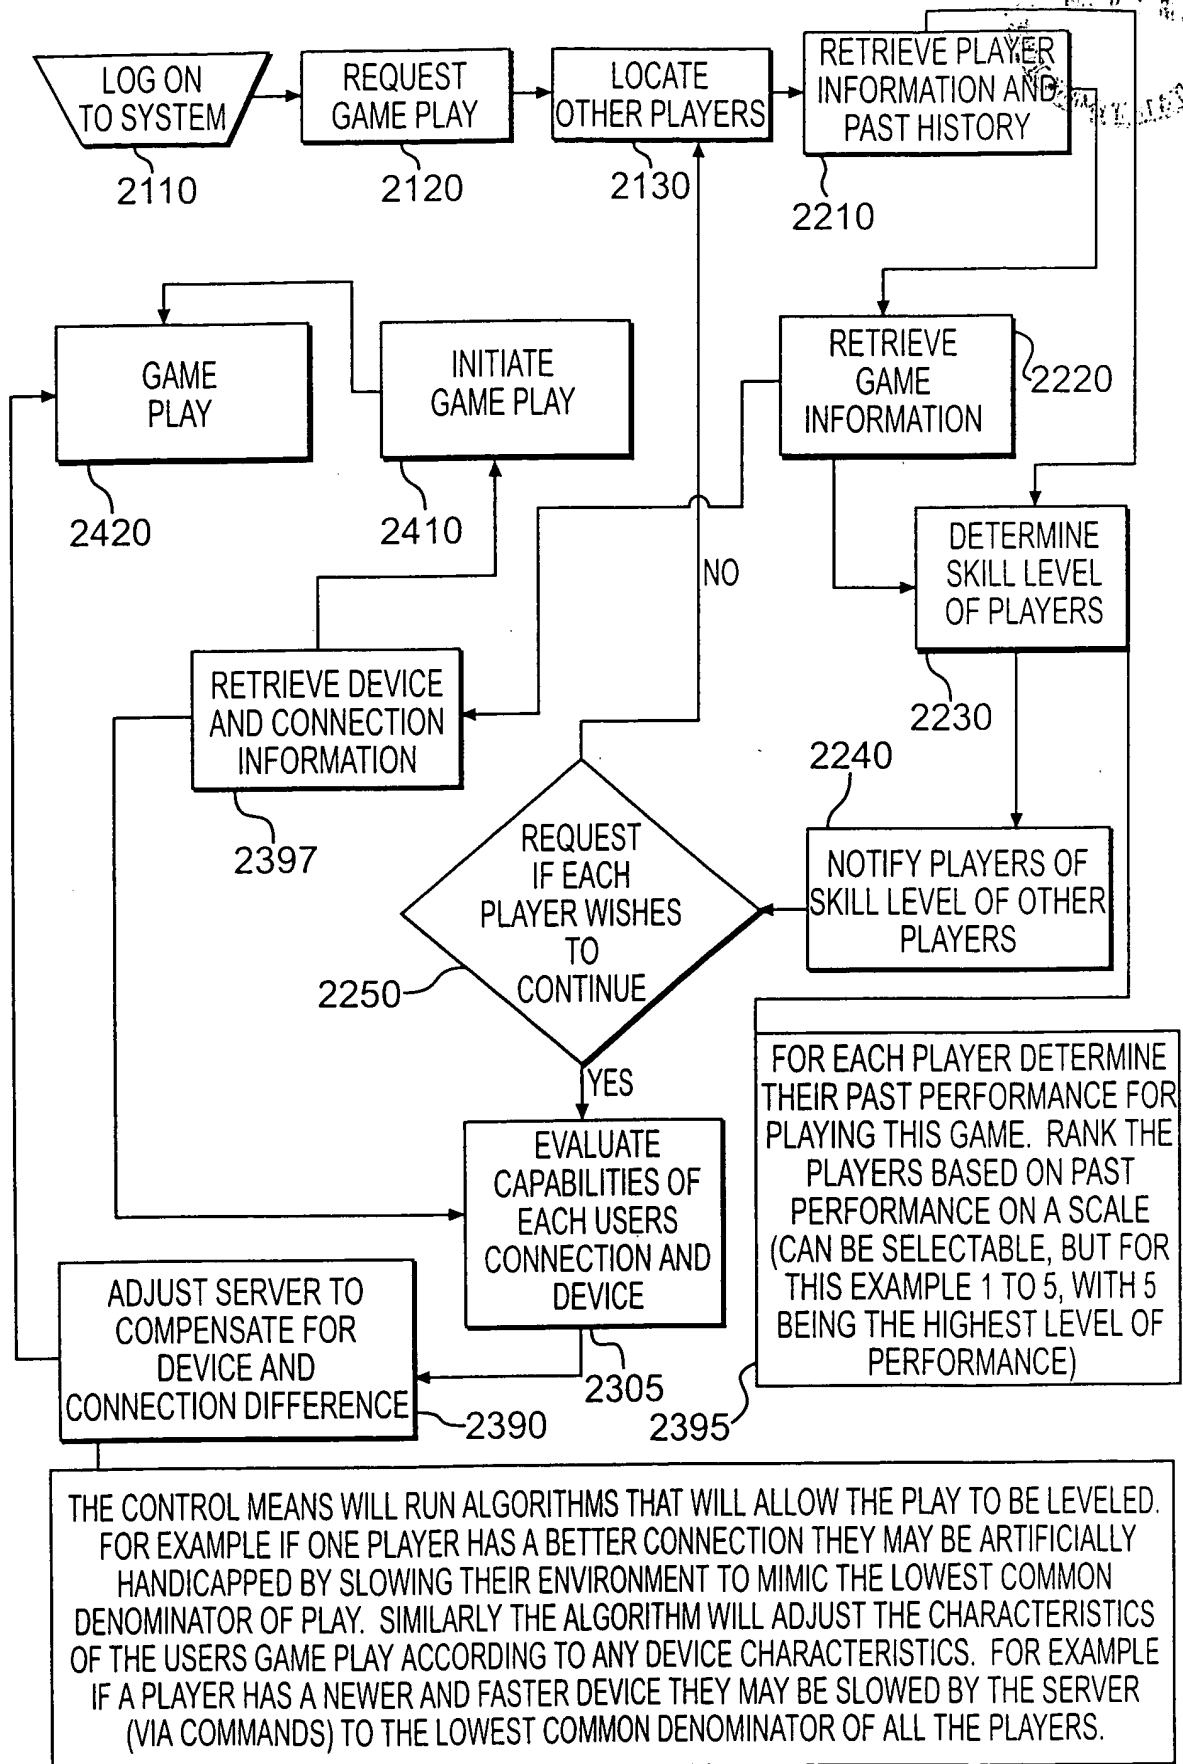 LOG ON
TO SYSTEM
2110
REQUEST
GAME PLAY
2120
LOCATE
OTHER PLAYERS
2130
RETRIEVE PLAYER
INFORMATION AND
PAST HISTORY
2210
GAME
PLAY
2420
INITIATE
GAME PLAY
2410
RETRIEVE
GAME
INFORMATION
2220
NO
DETERMINE
SKILL LEVEL
OF PLAYERS
2230
RETRIEVE DEVICE
AND CONNECTION
INFORMATION
2397
2240
NOTIFY PLAYERS OF
SKILL LEVEL OF OTHER
PLAYERS
REQUEST
IF EACH
PLAYER WISHES
TO
CONTINUE
2250
YES
EVALUATE
CAPABILITIES OF
EACH USERS
CONNECTION AND
DEVICE
2305
FOR EACH PLAYER DETERMINE
THEIR PAST PERFORMANCE FOR
PLAYING THIS GAME. RANK THE
PLAYERS BASED ON PAST
PERFORMANCE ON A SCALE
(CAN BE SELECTABLE, BUT FOR
THIS EXAMPLE 1 TO 5, WITH 5
BEING THE HIGHEST LEVEL OF
PERFORMANCE)
2395
ADJUST SERVER TO
COMPENSATE FOR
DEVICE AND
CONNECTION DIFFERENCE
2390
THE CONTROL MEANS WILL RUN ALGORITHMS THAT WILL ALLOW THE PLAY TO BE LEVELED.
FOR EXAMPLE IF ONE PLAYER HAS A BETTER CONNECTION THEY MAY BE ARTIFICIALLY
HANDICAPPED BY SLOWING THEIR ENVIRONMENT TO MIMIC THE LOWEST COMMON
DENOMINATOR OF PLAY. SIMILARLY THE ALGORITHM WILL ADJUST THE CHARACTERISTICS
OF THE USERS GAME PLAY ACCORDING TO ANY DEVICE CHARACTERISTICS. FOR EXAMPLE
IF A PLAYER HAS A NEWER AND FASTER DEVICE THEY MAY BE SLOWED BY THE SERVER
(VIA COMMANDS) TO THE LOWEST COMMON DENOMINATOR OF ALL THE PLAYERS.